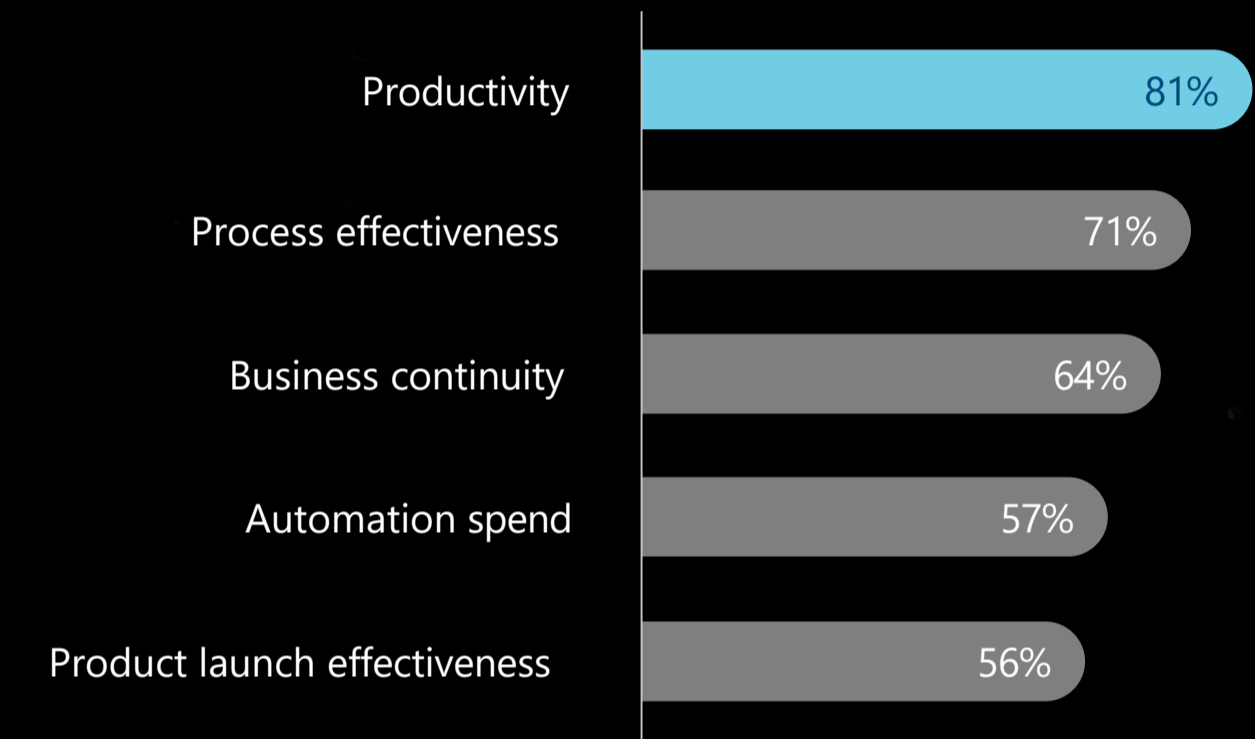 Productivity 81%
Process effectiveness 71%
Business continuity 64%
Automation spend 57%
Product launch effectiveness 56%